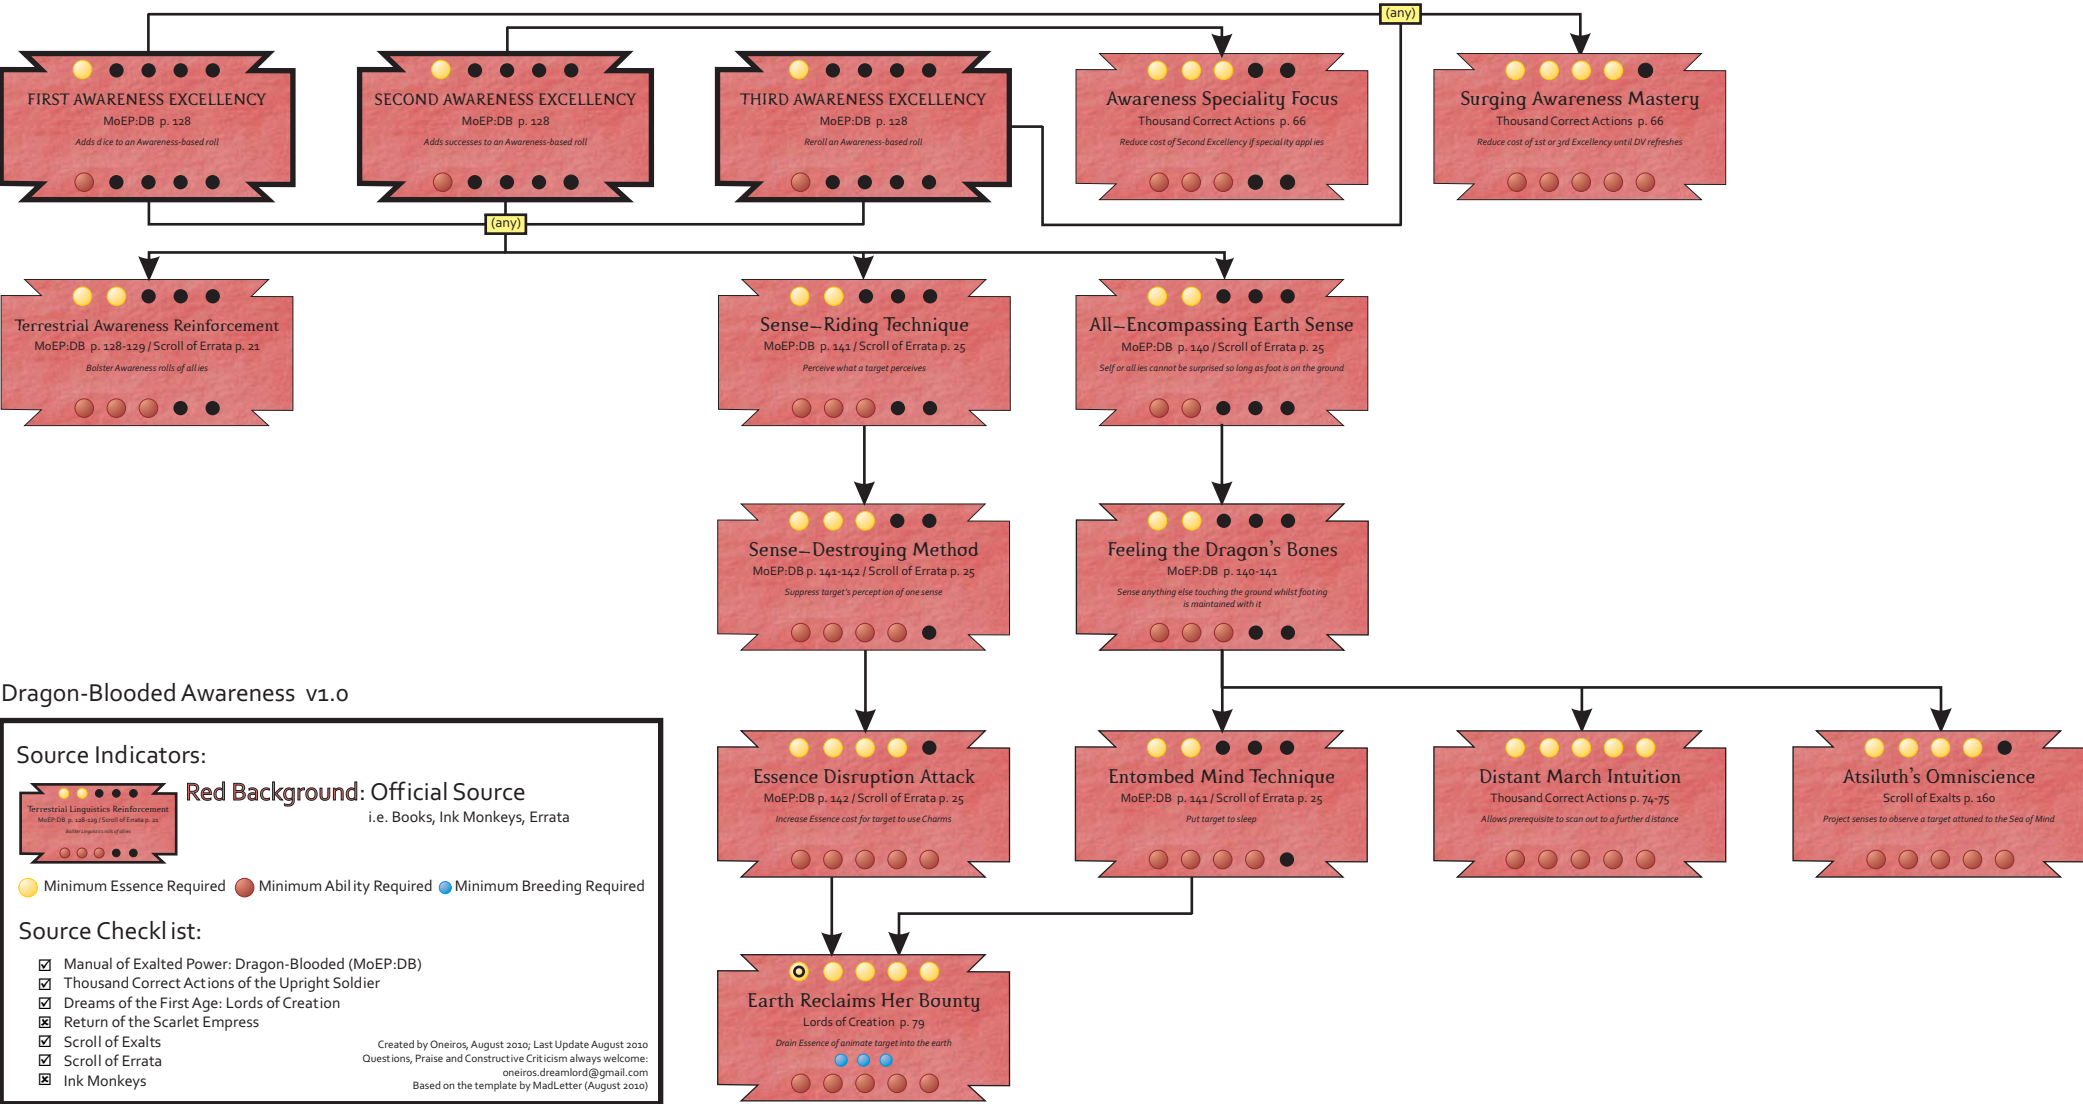 (any)
FIRST AWARENESS EXCELLENCY
MoEP:DB p. 128
Adds dice to an Awareness-based roll
SECOND AWARENESS EXCELLENCY
MoEP:DB p. 128
Adds successes to an Awareness-based roll
THIRD AWARENESS EXCELLENCY
MoEP:DB p. 128
Reroll an Awareness-based roll
Awareness Speciality Focus
Thousand Correct Actions p. 66
Reduce cost of Second Excellency if speciality applies
Surging Awareness Mastery
Thousand Correct Actions p. 66
Reduce cost of 1st or 3rd Excellency until DV refreshes
(any)
Terrestrial Awareness Reinforcement
MoEP:DB p. 128-129 / Scroll of Errata p. 21
Bolster Awareness rolls of allies
Sense-Riding Technique
MoEP:DB p. 141 / Scroll of Errata p. 25
Perceive what a target perceives
All-Encompassing Earth Sense
MoEP:DB p. 140 / Scroll of Errata p. 25
Self or allies cannot be surprised so long as foot is on the ground
Sense-Destroying Method
MoEP:DB p. 141-142 / Scroll of Errata p. 25
Suppress target's perception of one sense
Feeling the Dragon's Bones
MoEP:DB p. 140-141
Sense anything else touching the ground whilst footing
is maintained with it
Essence Disruption Attack
MoEP:DB p. 142 / Scroll of Errata p. 25
Increase Essence cost for target to use Charms
Entombed Mind Technique
MoEP:DB p. 141 / Scroll of Errata p. 25
Put target to sleep
Distant March Intuition
Thousand Correct Actions p. 74-75
Allows prerequisite to scan out to a further distance
Atsiluth's Omniscience
Scroll of Exalts p. 160
Project senses to observe a target attuned to the Sea of Mind
Earth Reclaims Her Bounty
Lords of Creation p. 79
Drain Essence of animate target into the earth
Dragon-Blooded Awareness v1.0
Source Indicators:
Terrestrial Linguistics Reinforcement
MoEP:DB p. 128-129 / Scroll of Errata p. 21
Bolster Linguistics rolls of allies
Red Background: Official Source
i.e. Books, Ink Monkeys, Errata
Minimum Essence Required
Minimum Ability Required
Minimum Breeding Required
Source Checklist:
Manual of Exalted Power: Dragon-Blooded (MoEP:DB)
Thousand Correct Actions of the Upright Soldier
Dreams of the First Age: Lords of Creation
Return of the Scarlet Empress
Scroll of Exalts
Scroll of Errata
Ink Monkeys
Created by Oneiros, August 2010; Last Update August 2010
Questions, Praise and Constructive Criticism always welcome:
oneiros.dreamlord@gmail.com
Based on the template by MadLetter (August 2010)